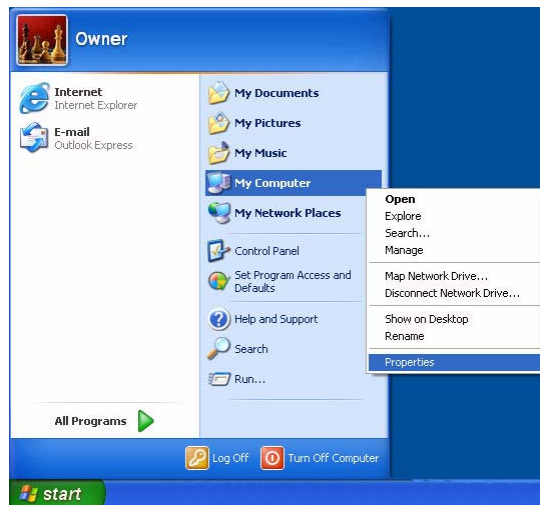 Owner
Internet
Internet Explorer
E-mail
Outlook Express
All Programs
My Documents
My Pictures
My Music
My Computer
My Network Places
Control Panel
Set Program Access and
Defaults
Help and Support
Search
Run...
Open
Explore
Search...
Manage
Map Network Drive...
Disconnect Network Drive...
Show on Desktop
Rename
Properties
Log Off
Turn Off Computer
start